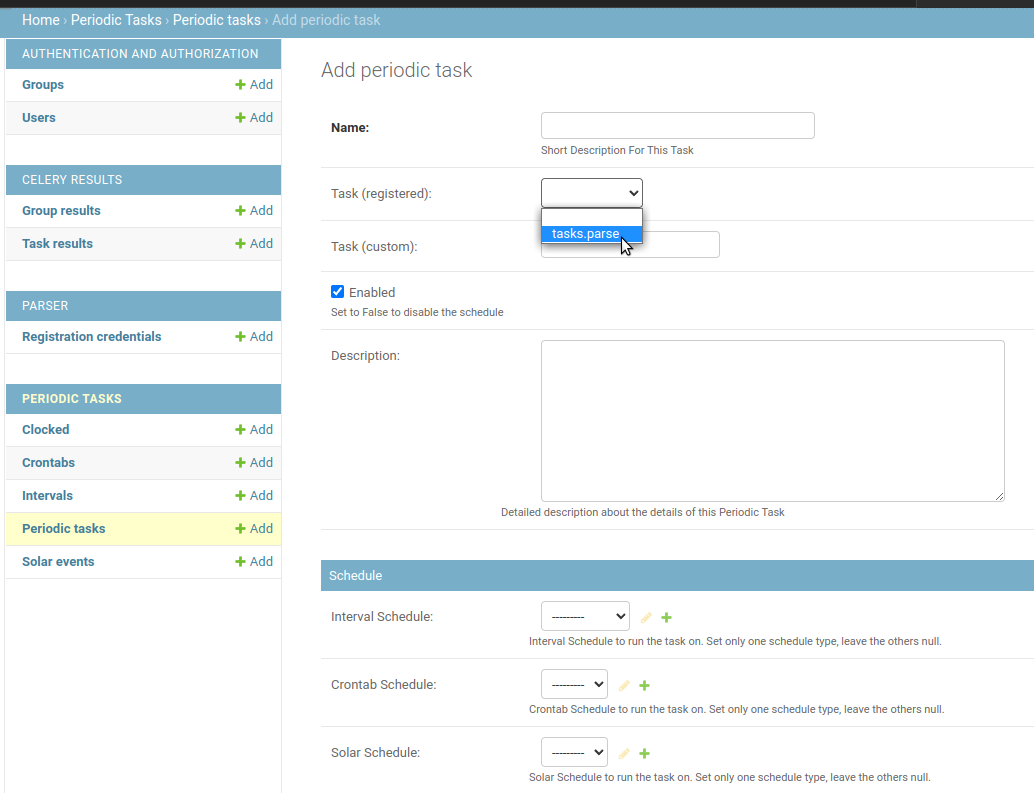 Home › Periodic Tasks › Periodic tasks › Add periodic task
AUTHENTICATION AND AUTHORIZATION
Groups + Add
Users + Add
CELERY RESULTS
Group results + Add
Task results + Add
PARSER
Registration credentials + Add
PERIODIC TASKS
Clocked + Add
Crontabs + Add
Intervals + Add
Periodic tasks + Add
Solar events + Add
Add periodic task
Name:
Short Description For This Task
Task (registered):
tasks.parse
Task (custom):
Enabled
Set to False to disable the schedule
Description:
Detailed description about the details of this Periodic Task
Schedule
Interval Schedule: ---------
Interval Schedule to run the task on. Set only one schedule type, leave the others null.
Crontab Schedule: ---------
Crontab Schedule to run the task on. Set only one schedule type, leave the others null.
Solar Schedule: ---------
Solar Schedule to run the task on. Set only one schedule type, leave the others null.